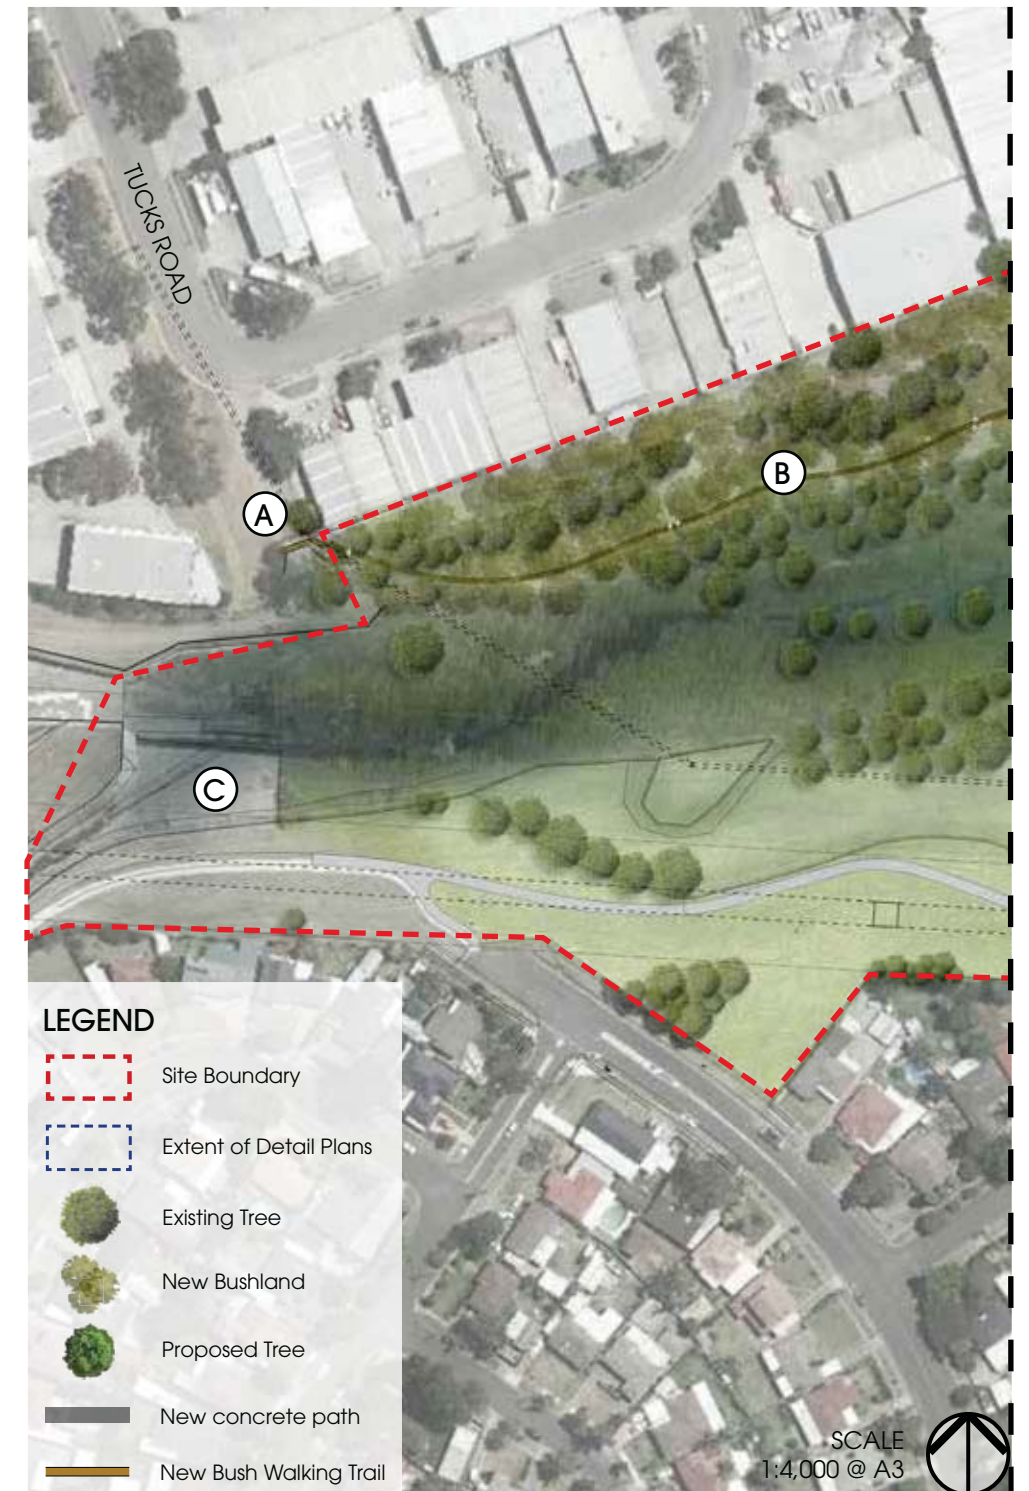 TUCKS ROAD
B
A
C
LEGEND
Site Boundary
Extent of Detail Plans
Existing Tree
New Bushland
Proposed Tree
New concrete path
New Bush Walking Trail
SCALE
1:4,000 @ A3